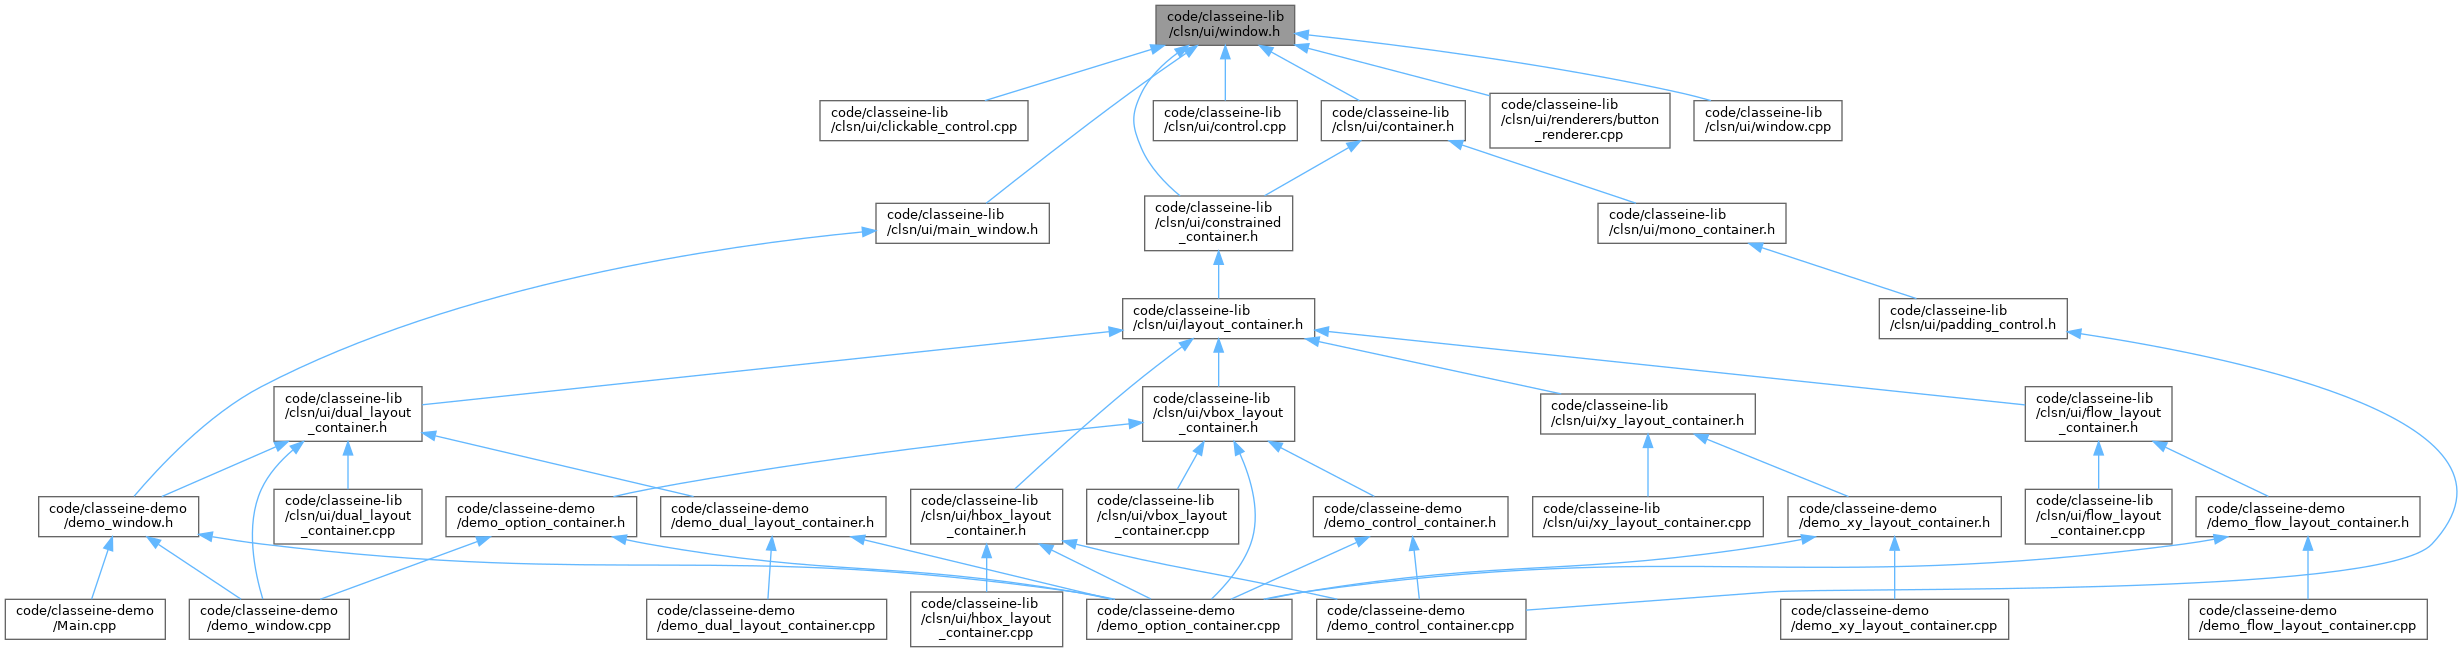 code/classeine-lib
/clsn/ui/window.h
code/classeine-lib
/clsn/ui/clickable_control.cpp
code/classeine-lib
/clsn/ui/control.cpp
code/classeine-lib
/clsn/ui/container.h
code/classeine-lib
/clsn/ui/renderers/button
_renderer.cpp
code/classeine-lib
/clsn/ui/window.cpp
code/classeine-lib
/clsn/ui/main_window.h
code/classeine-lib
/clsn/ui/constrained
_container.h
code/classeine-lib
/clsn/ui/mono_container.h
code/classeine-lib
/clsn/ui/layout_container.h
code/classeine-lib
/clsn/ui/padding_control.h
code/classeine-lib
/clsn/ui/dual_layout
_container.h
code/classeine-lib
/clsn/ui/vbox_layout
_container.h
code/classeine-lib
/clsn/ui/xy_layout_container.h
code/classeine-lib
/clsn/ui/flow_layout
_container.h
code/classeine-demo
/demo_window.h
code/classeine-lib
/clsn/ui/dual_layout
_container.cpp
code/classeine-demo
/demo_option_container.h
code/classeine-demo
/demo_dual_layout_container.h
code/classeine-lib
/clsn/ui/hbox_layout
_container.h
code/classeine-lib
/clsn/ui/vbox_layout
_container.cpp
code/classeine-demo
/demo_control_container.h
code/classeine-lib
/clsn/ui/xy_layout_container.cpp
code/classeine-demo
/demo_xy_layout_container.h
code/classeine-lib
/clsn/ui/flow_layout
_container.cpp
code/classeine-demo
/demo_flow_layout_container.h
code/classeine-demo
/Main.cpp
code/classeine-demo
/demo_window.cpp
code/classeine-demo
/demo_dual_layout_container.cpp
code/classeine-lib
/clsn/ui/hbox_layout
_container.cpp
code/classeine-demo
/demo_option_container.cpp
code/classeine-demo
/demo_control_container.cpp
code/classeine-demo
/demo_xy_layout_container.cpp
code/classeine-demo
/demo_flow_layout_container.cpp